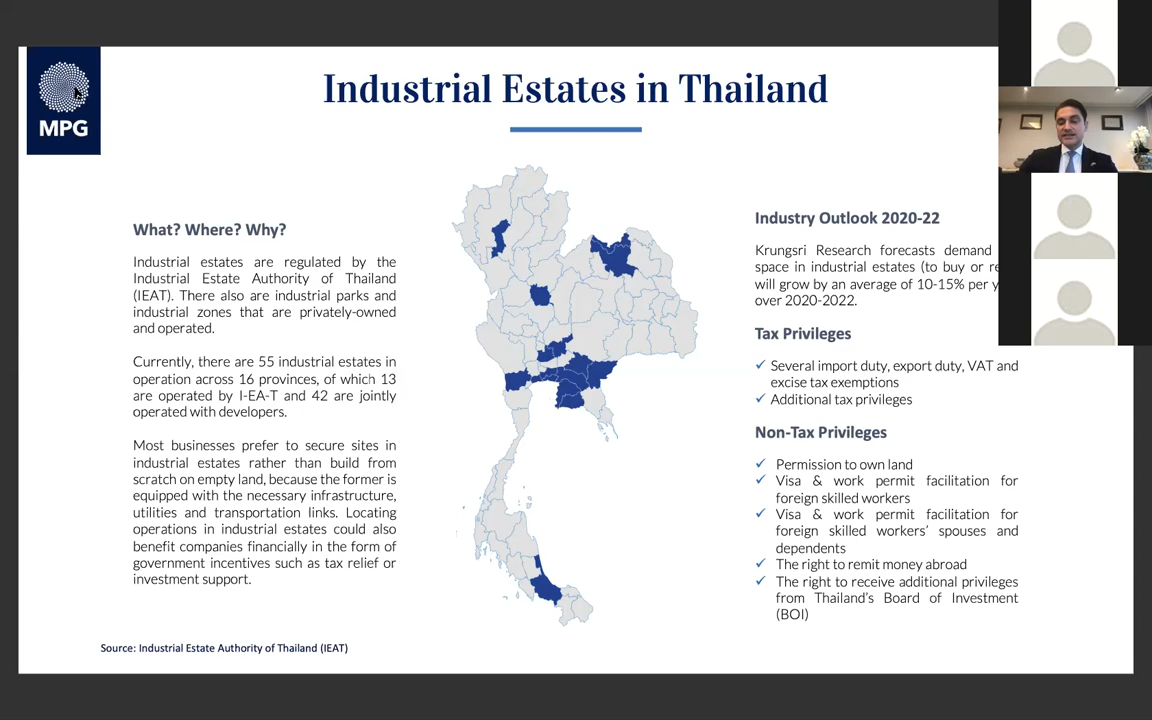 MPG
Industrial Estates in Thailand
What? Where? Why?
Industrial estates are regulated by the
Industrial Estate Authority of Thailand
(IEAT). There also are industrial parks and
industrial zones that are privately-owned
and operated.
Currently, there are 55 industrial estates in
operation across 16 provinces, of which 13
are operated by I-EA-T and 42 are jointly
operated with developers.
Most businesses prefer to secure sites in
industrial estates rather than build from
scratch on empty land, because the former is
equipped with the necessary infrastructure,
utilities and transportation links. Locating
operations in industrial estates could also
benefit companies financially in the form of
government incentives such as tax relief or
investment support.
Source: Industrial Estate Authority of Thailand (IEAT)
Industry Outlook 2020-22
Krungsri Research forecasts demand
space in industrial estates (to buy or
will grow by an average of 10-15% per
over 2020-2022.
Tax Privileges
✓ Several import duty, export duty, VAT and
excise tax exemptions
✓ Additional tax privileges
Non-Tax Privileges
✓ Permission to own land
✓ Visa & work permit facilitation for
foreign skilled workers
✓ Visa & work permit facilitation for
foreign skilled workers' spouses and
dependents
✓ The right to remit money abroad
✓ The right to receive additional privileges
from Thailand's Board of Investment
(BOI)